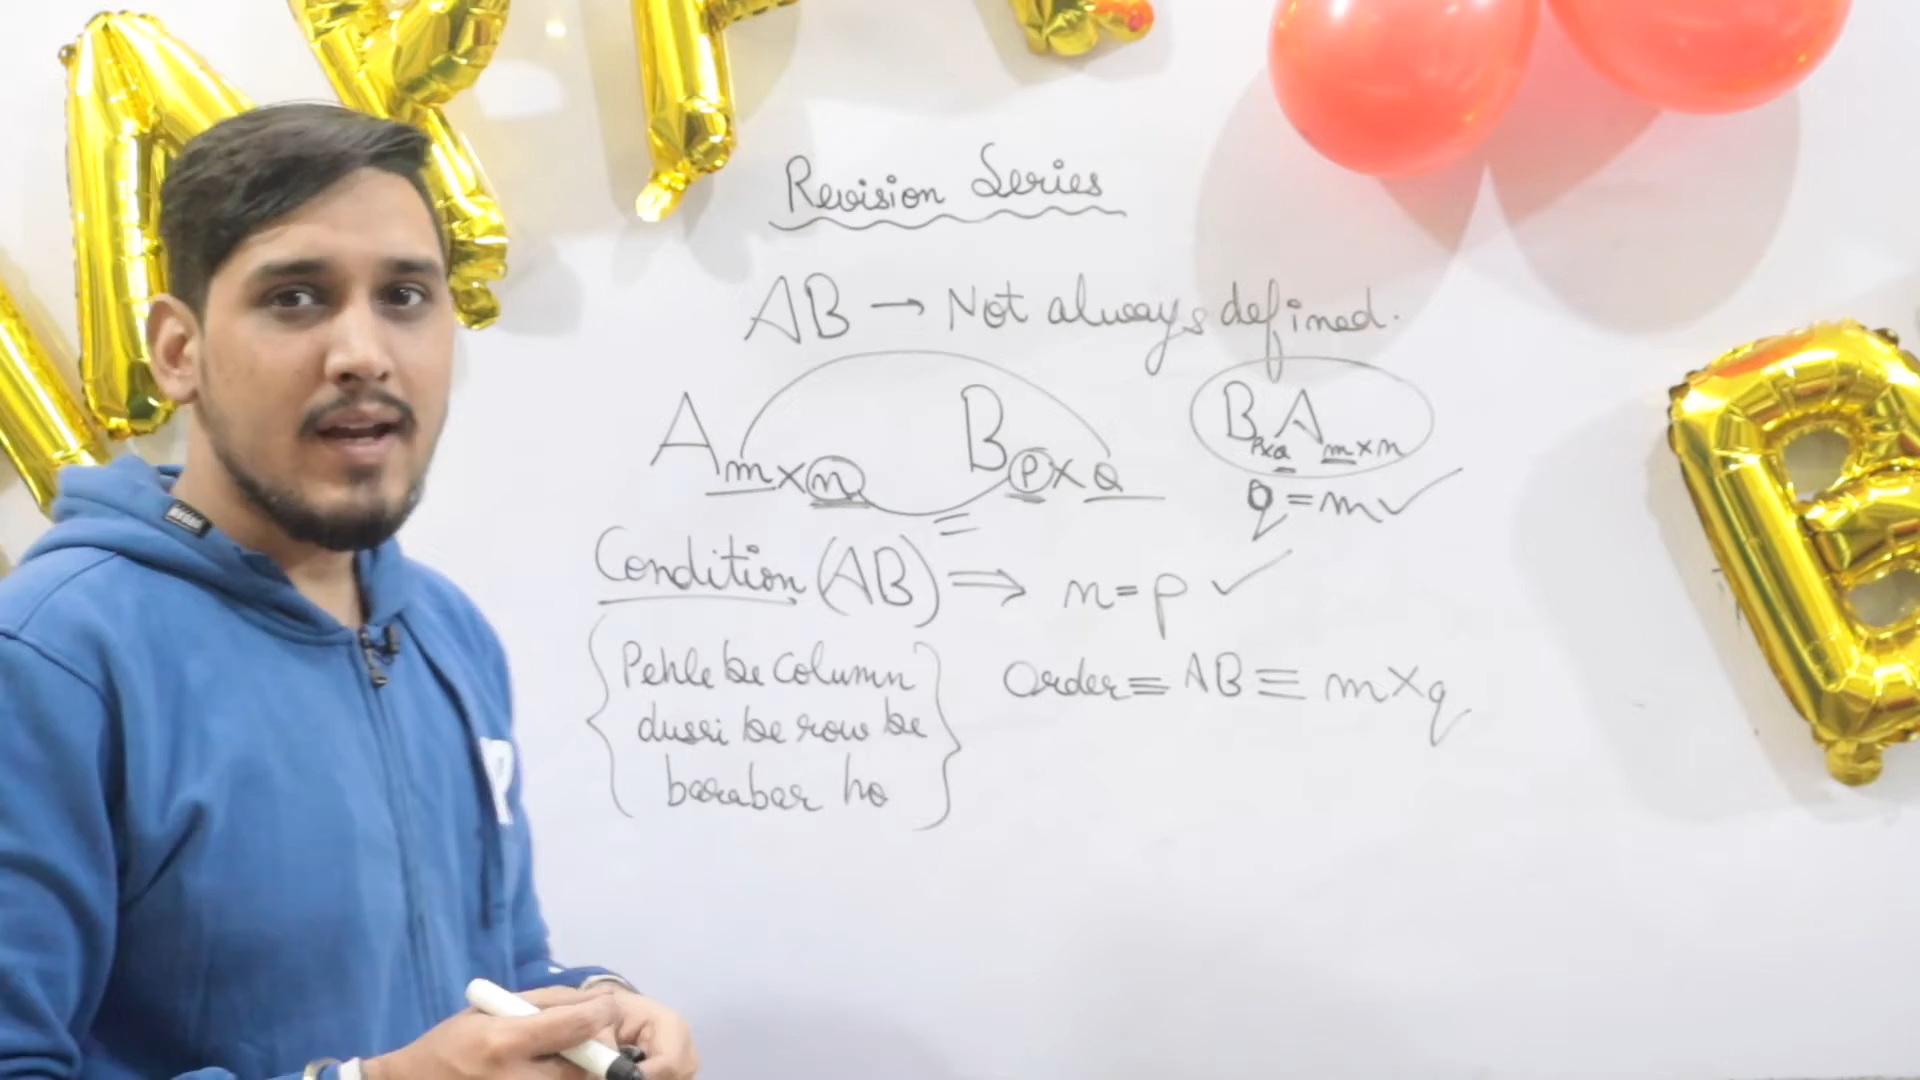 Revision Series
AB → Not always defined.
A m×n B p×q
B p×q A m×n
q = m ✓
Condition (AB) ⇒ n = p ✓
{ Pehle ke column
dusri ke row ke
barabar ho }
Order ≡ AB ≡ m×q
B